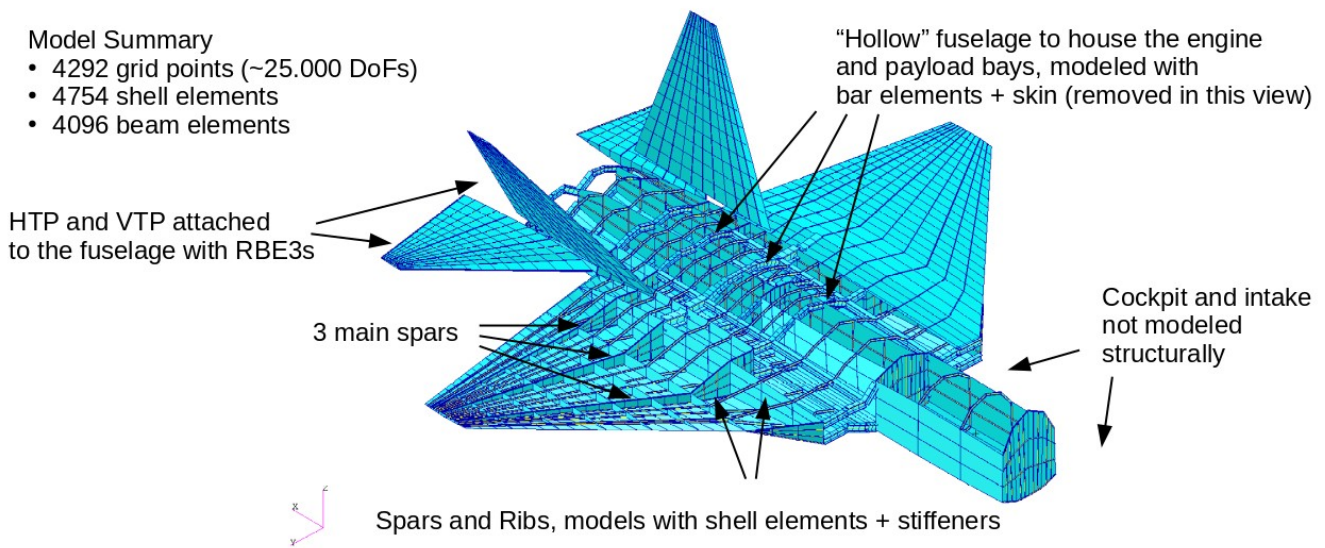 Model Summary
• 4292 grid points (~25.000 DoFs)
• 4754 shell elements
• 4096 beam elements
“Hollow” fuselage to house the engine
and payload bays, modeled with
bar elements + skin (removed in this view)
HTP and VTP attached
to the fuselage with RBE3s
3 main spars
Cockpit and intake
not modeled
structurally
Spars and Ribs, models with shell elements + stiffeners
z
x
y